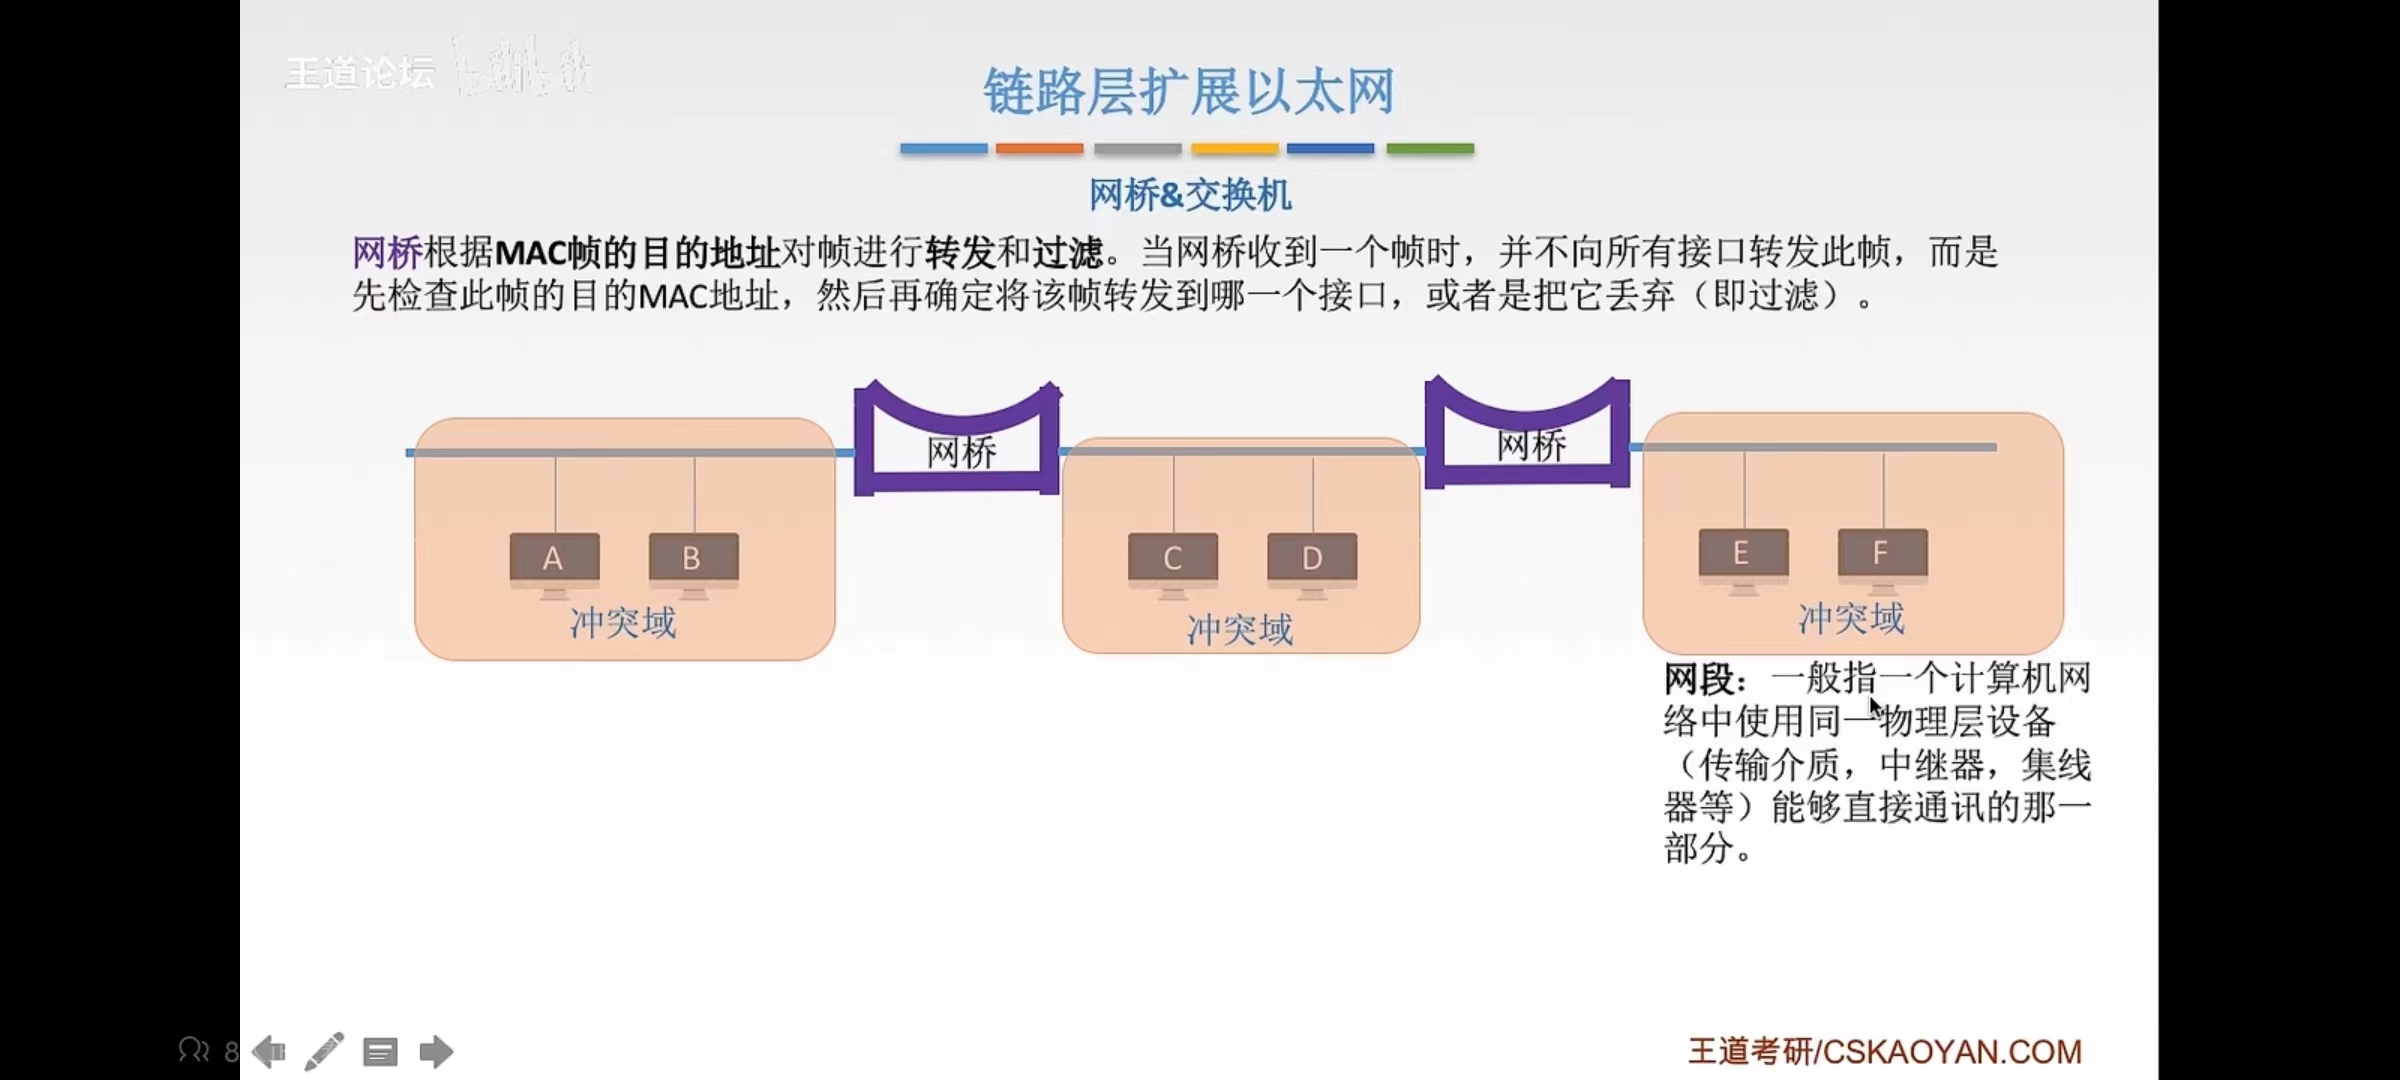 王道论坛 bilibili
链路层扩展以太网
网桥&交换机
网桥根据MAC帧的目的地址对帧进行转发和过滤。当网桥收到一个帧时，并不向所有接口转发此帧，而是
先检查此帧的目的MAC地址，然后再确定将该帧转发到哪一个接口，或者是把它丢弃（即过滤）。
网桥
网桥
A
B
C
D
E
F
冲突域
冲突域
冲突域
网段：一般指一个计算机网
络中使用同一物理层设备
（传输介质，中继器，集线
器等）能够直接通讯的那一
部分。
8
王道考研/CSKAOYAN.COM